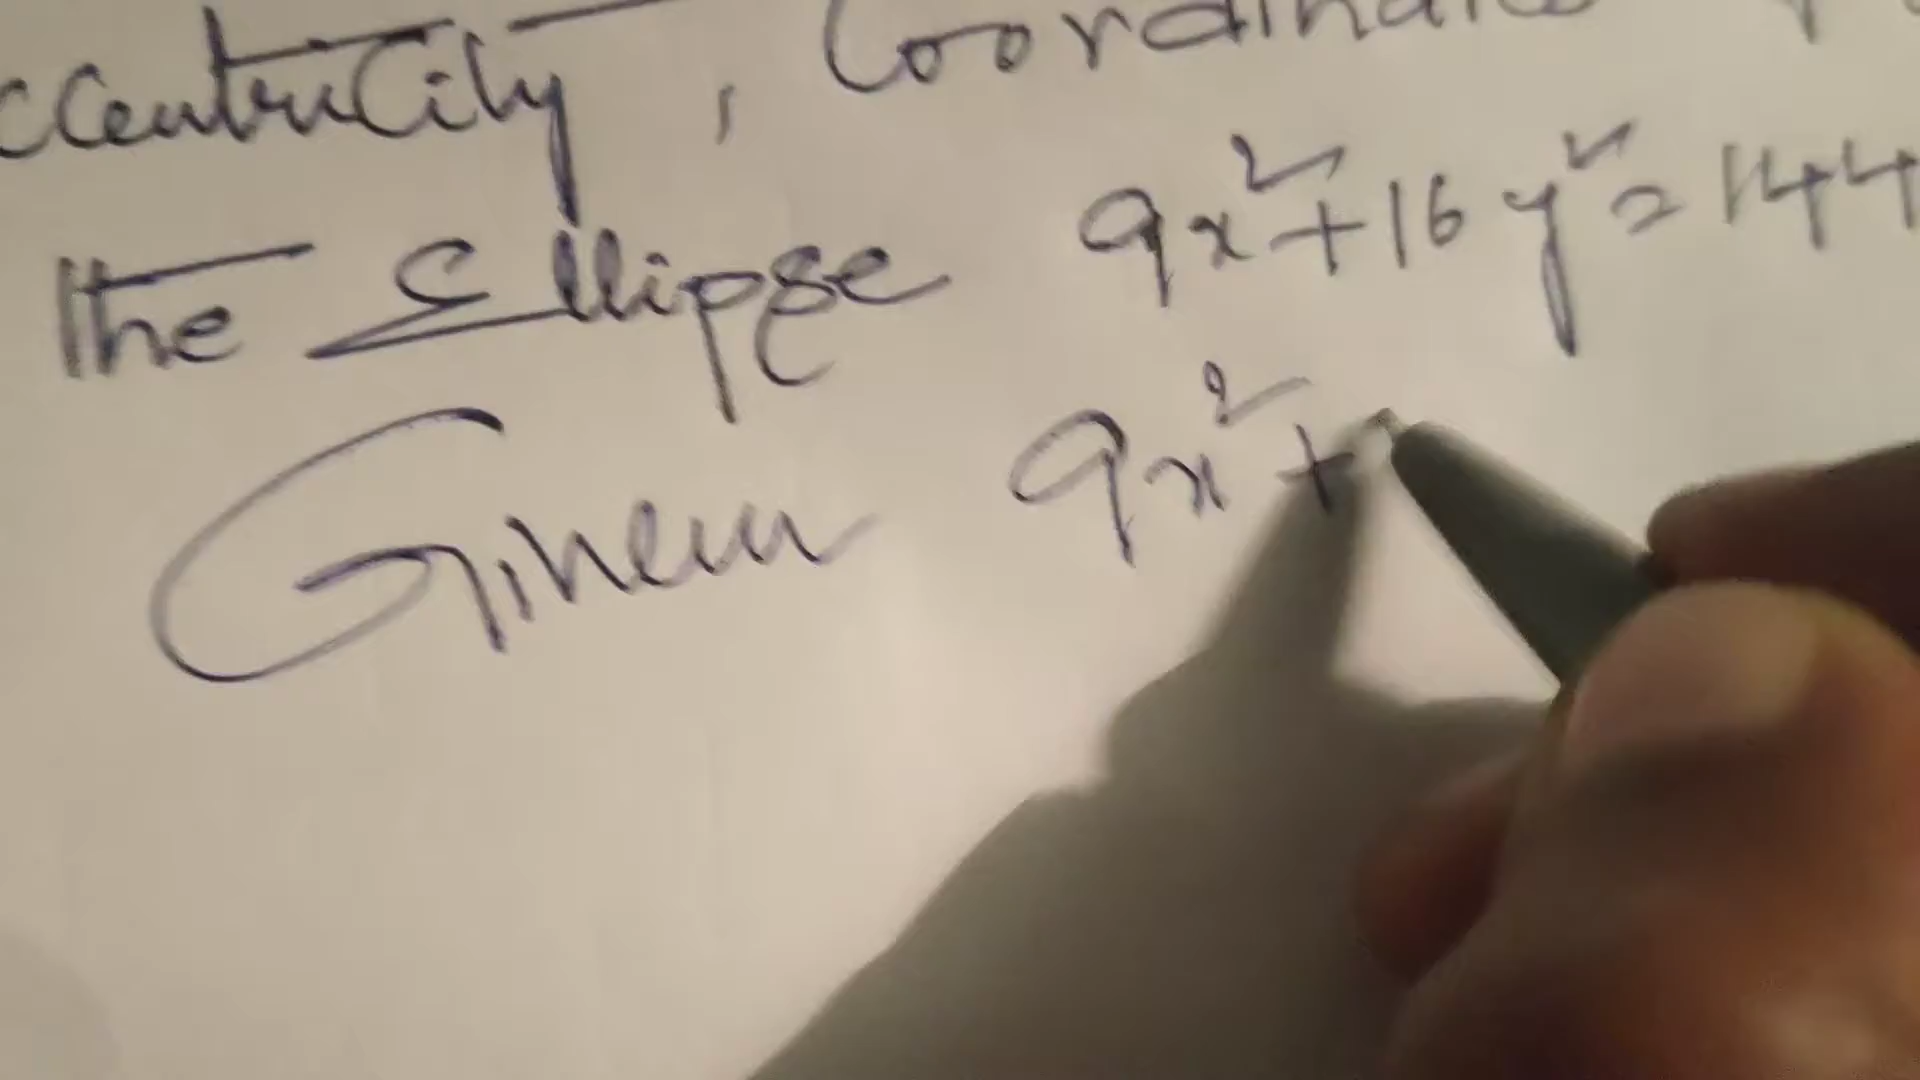 ccentricity, Coordinate
the Ellipse 9x²+16y²=144
Given 9x²+